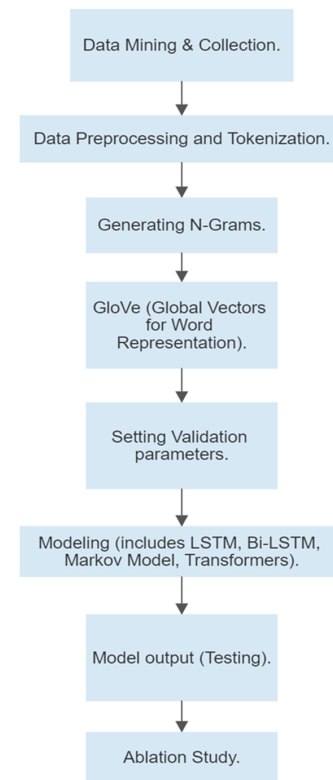 Data Mining & Collection.
Data Preprocessing and Tokenization.
Generating N-Grams.
GloVe (Global Vectors
for Word
Representation).
Setting Validation
parameters.
Modeling (includes LSTM, Bi-LSTM,
Markov Model, Transformers).
Model output (Testing).
Ablation Study.